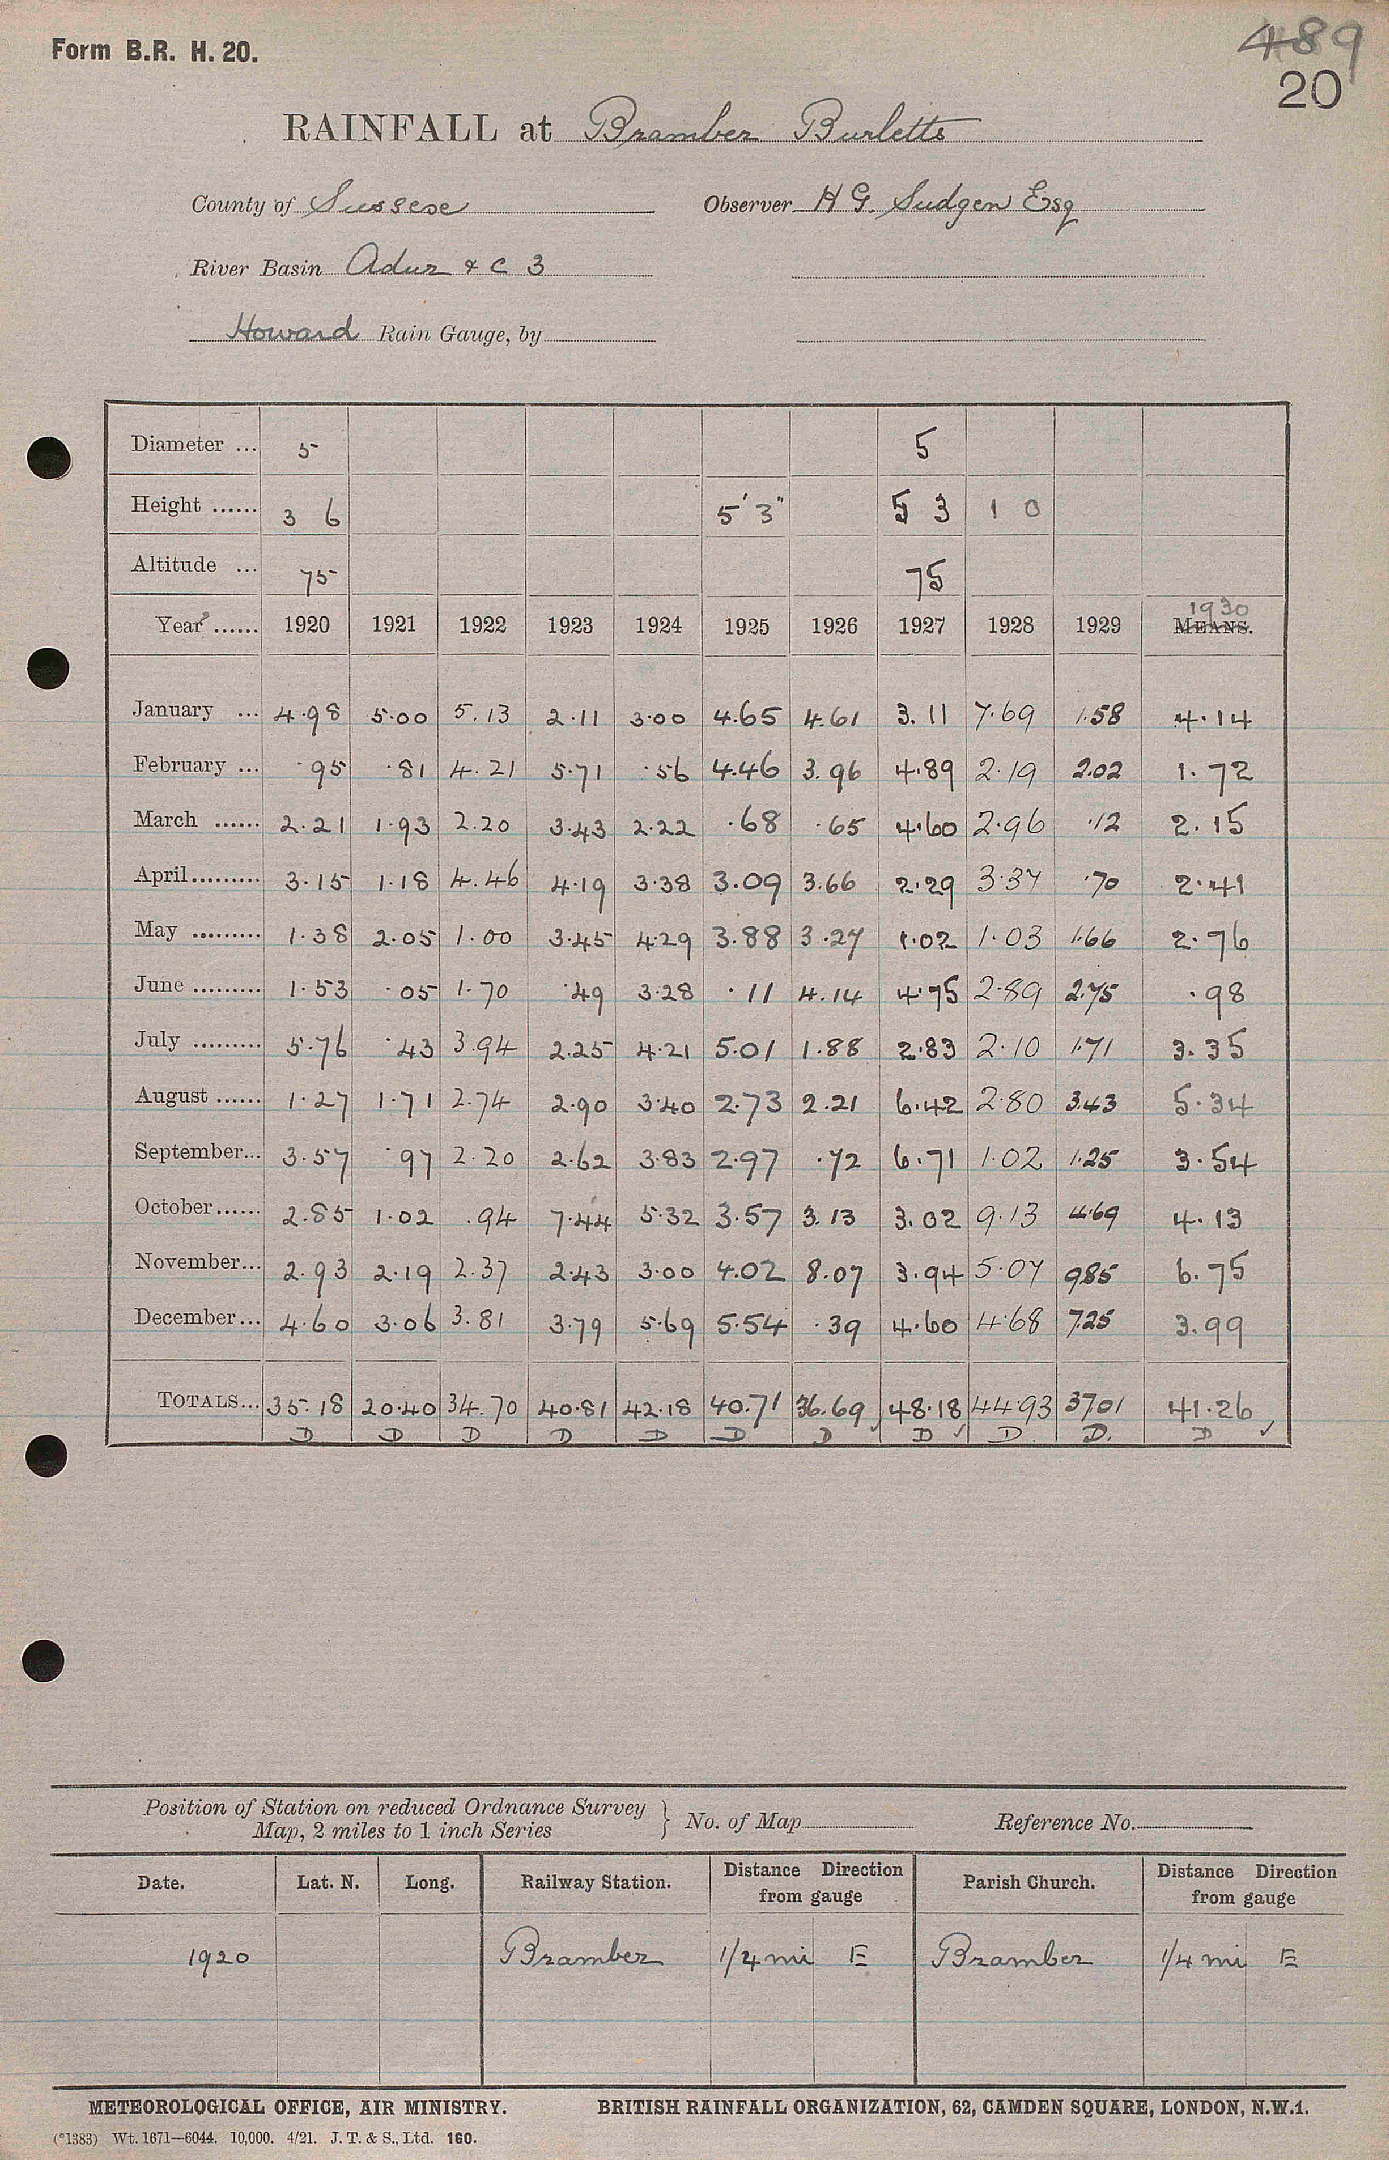 Form B.R. H. 20.
489
20
RAINFALL at Bramber Burletts
County of Sussex Observer H G. Sudgen Esq
River Basin Adur & C 3
Howard Rain Gauge, by
Diameter ... 5 5
Height ...... 3 6 5' 3" 5 3 1 0
Altitude ... 75 75
Year ...... 1920 1921 1922 1923 1924 1925 1926 1927 1928 1929 MEANS. 1930
January ... 4.98 5.00 5.13 2.11 3.00 4.65 4.61 3.11 7.69 1.58 4.14
February ... .95 .81 4.21 5.71 .56 4.46 3.96 4.89 2.19 2.02 1.72
March ...... 2.21 1.93 2.20 3.43 2.22 .68 .65 4.60 2.96 .12 2.15
April ......... 3.15 1.18 4.46 4.19 3.38 3.09 3.66 2.29 3.37 .70 2.41
May ......... 1.38 2.05 1.00 3.45 4.29 3.88 3.27 1.02 1.03 1.66 2.76
June ......... 1.53 .05 1.70 .49 3.28 .11 4.14 4.75 2.89 2.75 .98
July ......... 5.76 .43 3.94 2.25 4.21 5.01 1.88 2.83 2.10 1.71 3.35
August ...... 1.27 1.71 2.74 2.90 3.40 2.73 2.21 6.42 2.80 3.43 5.34
September... 3.57 .97 2.20 2.62 3.83 2.97 .72 6.71 1.02 1.25 3.54
October...... 2.85 1.02 .94 7.44 5.32 3.57 3.13 3.02 9.13 4.69 4.13
November... 2.93 2.19 2.37 2.43 3.00 4.02 8.07 3.94 5.07 9.85 6.75
December... 4.60 3.06 3.81 3.79 5.69 5.54 .39 4.60 4.68 7.25 3.99
TOTALS... 35.18 20.40 34.70 40.81 42.18 40.71 36.69 48.18 44.93 37.01 41.26
D D D D D D D D D D. D
Position of Station on reduced Ordnance Survey
Map, 2 miles to 1 inch Series } No. of Map Reference No.
Date. Lat. N. Long. Railway Station. Distance Direction from gauge Parish Church. Distance Direction from gauge
1920 Bramber 1/4 mi E Bramber 1/4 mi E
METEOROLOGICAL OFFICE, AIR MINISTRY. BRITISH RAINFALL ORGANIZATION, 62, CAMDEN SQUARE, LONDON, N.W.1.
(*1383) Wt. 1671—6044. 10,000. 4/21. J. T. & S., Ltd. 160.